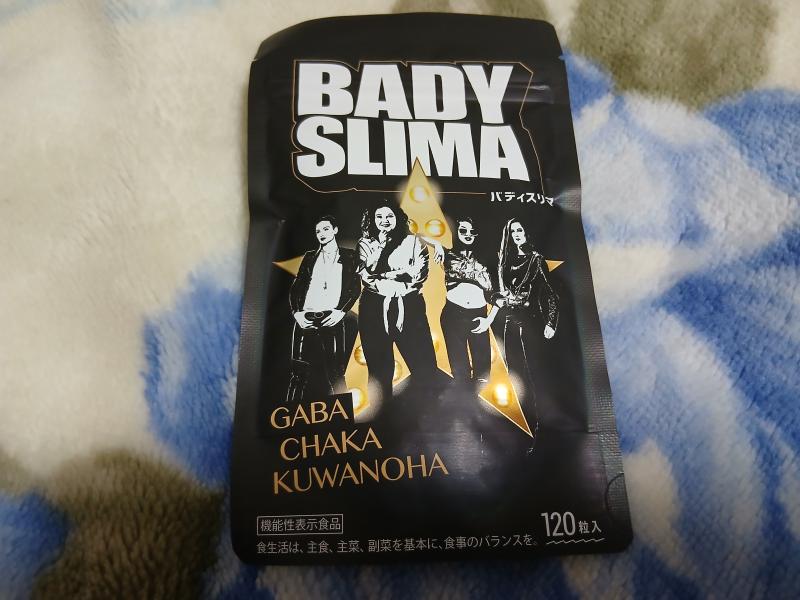 BADY
SLIMA
バディスリマ
GABA
CHAKA
KUWANOHA
機能性表示食品
120粒入
食生活は、主食、主菜、副菜を基本に、食事のバランスを。